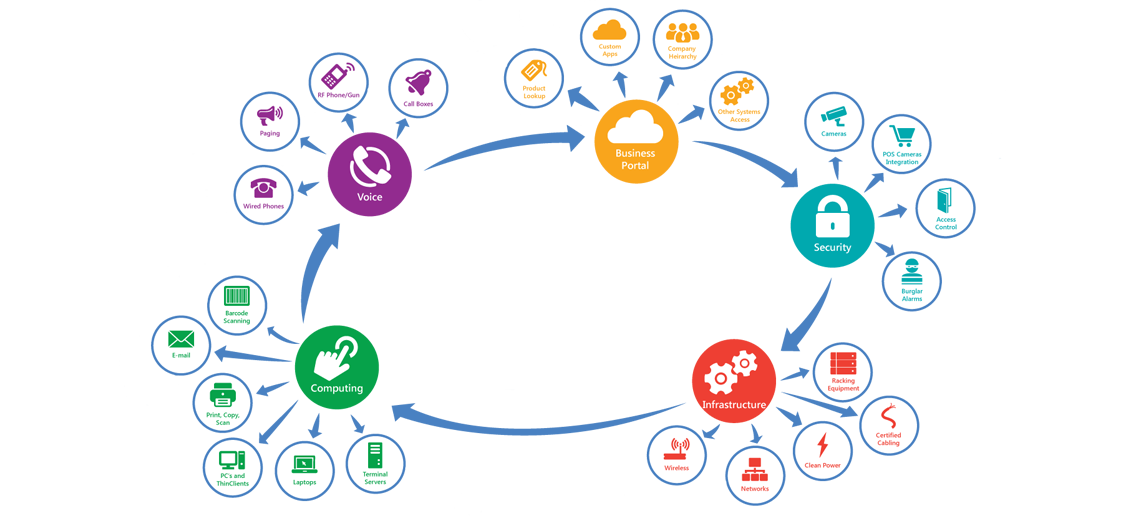 Custom
Apps
Company
Heirarchy
Product
Lookup
Other Systems
Access
Business
Portal
RF Phone/Gun
Call Boxes
Paging
Wired Phones
Voice
Cameras
POS Cameras
Integration
Access
Control
Burglar
Alarms
Security
Barcode
Scanning
E-mail
Print, Copy,
Scan
PC's and
ThinClients
Laptops
Terminal
Servers
Computing
Infrastructure
Racking
Equipment
Certified
Cabling
Clean Power
Networks
Wireless